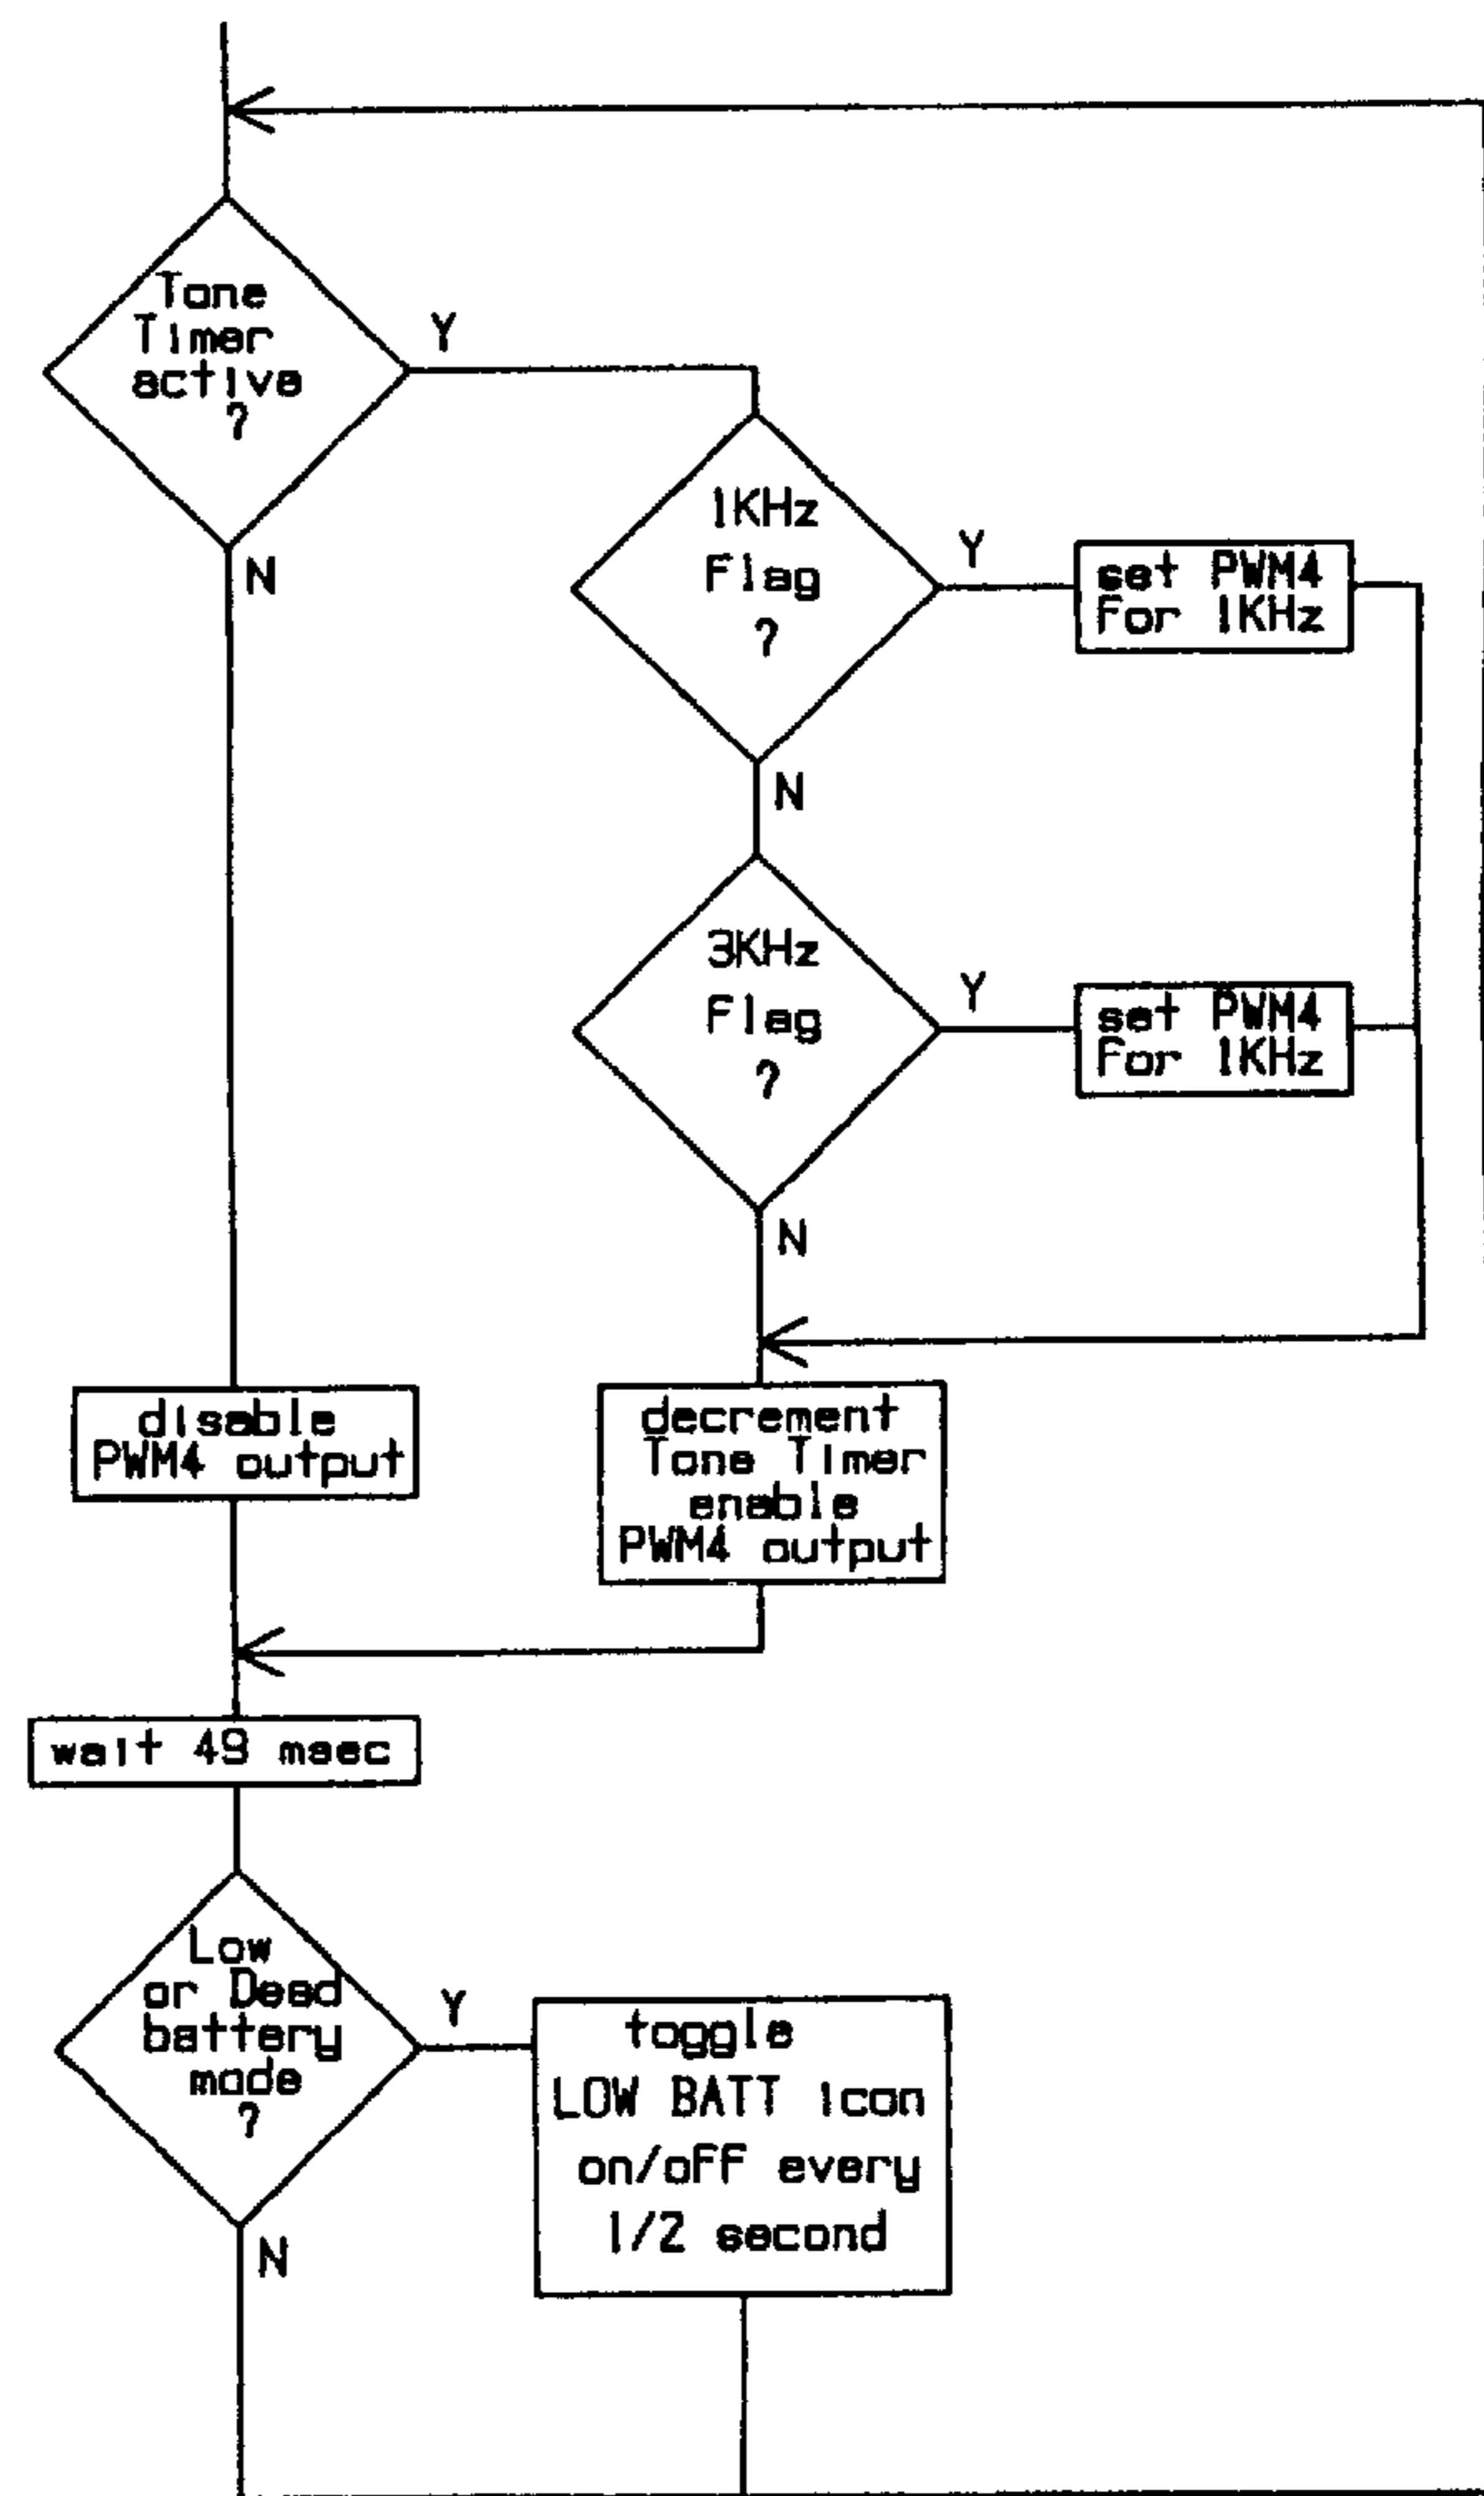 Tone
Timer
active
?
Y
N
1KHz
Flag
?
Y
set PWM4
For 1KHz
N
3KHz
Flag
?
Y
set PWM4
For 1KHz
N
disable
PWM4 output
decrement
Tone Timer
enable
PWM4 output
wait 49 msec
Low
or Dead
battery
mode
?
Y
toggle
LOW BATT icon
on/off every
1/2 second
N